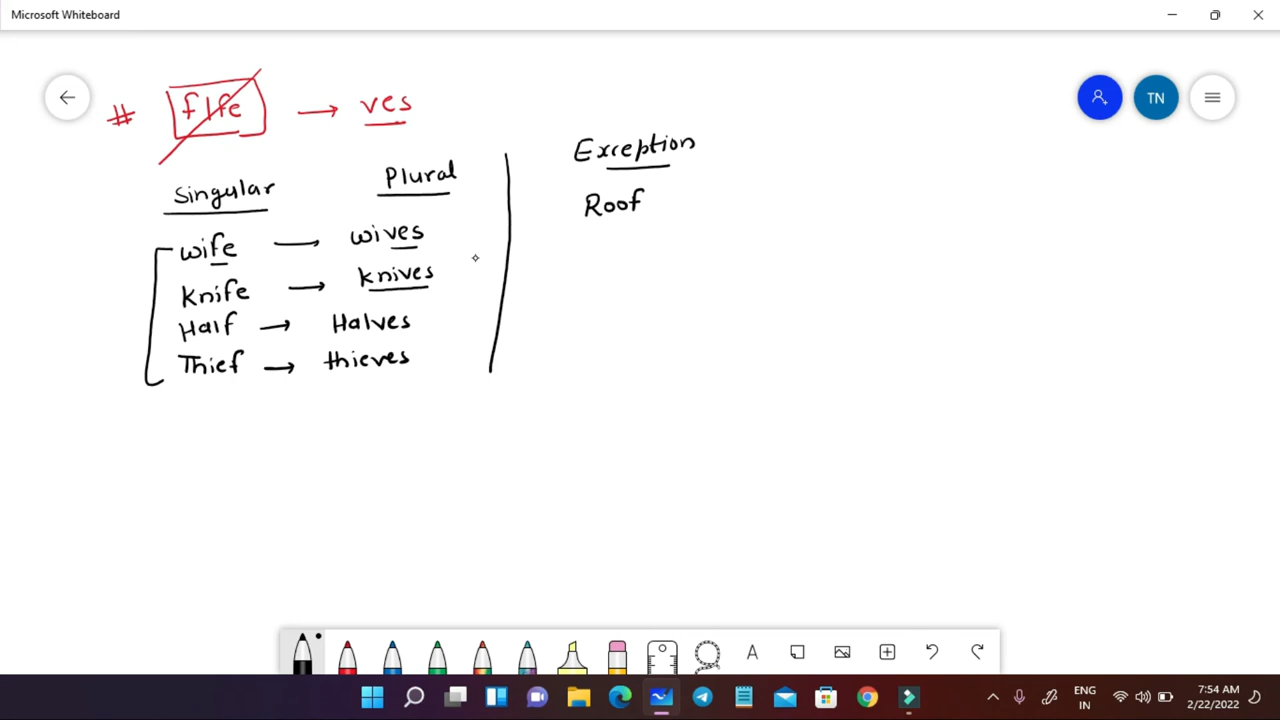 Microsoft Whiteboard
# f/fe → ves
TN
Singular Plural
wife → wives
knife → knives
Half → Halves
Thief → thieves
Exception
Roof
ENG
IN
7:54 AM
2/22/2022